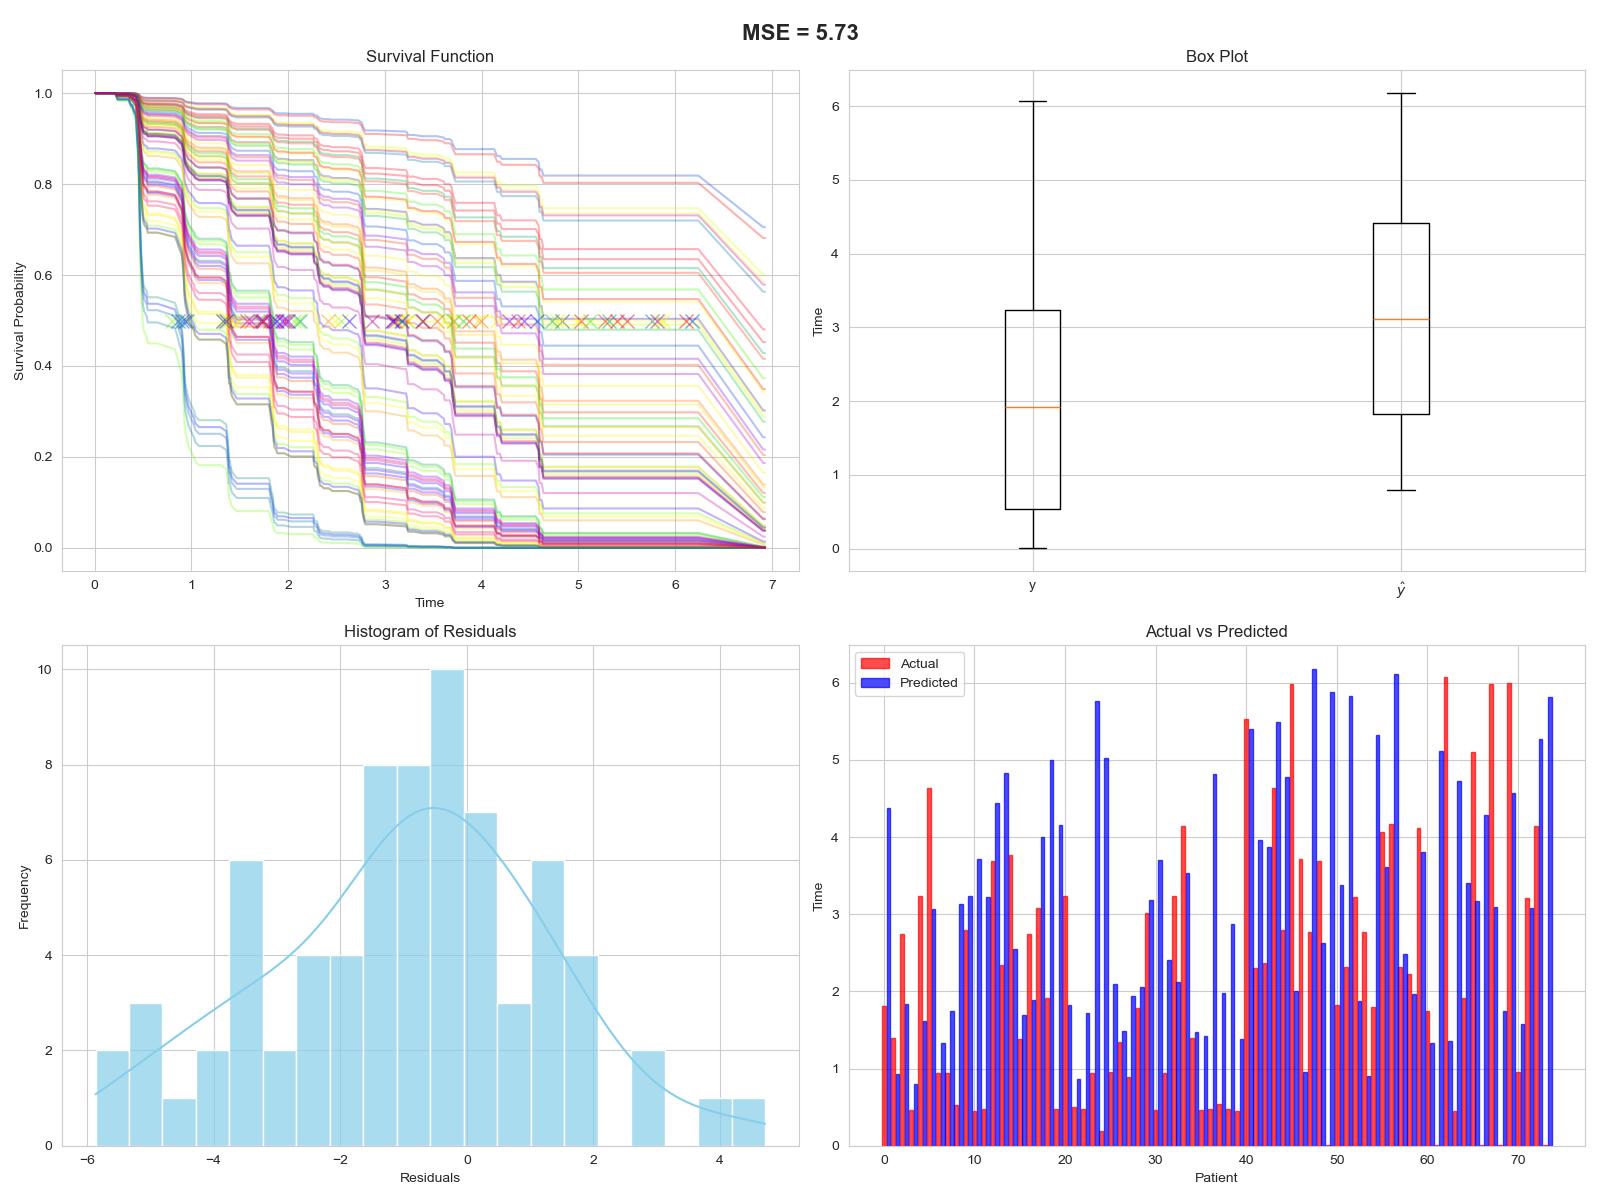 MSE = 5.73
Survival Function
Survival Probability
1.0
0.8
0.6
0.4
0.2
0.0
0 1 2 3 4 5 6 7
Time
Box Plot
Time
6
5
4
3
2
1
0
y ŷ
Histogram of Residuals
Frequency
10
8
6
4
2
0
−6 −4 −2 0 2 4
Residuals
Actual vs Predicted
Actual
Predicted
Time
6
5
4
3
2
1
0
0 10 20 30 40 50 60 70
Patient